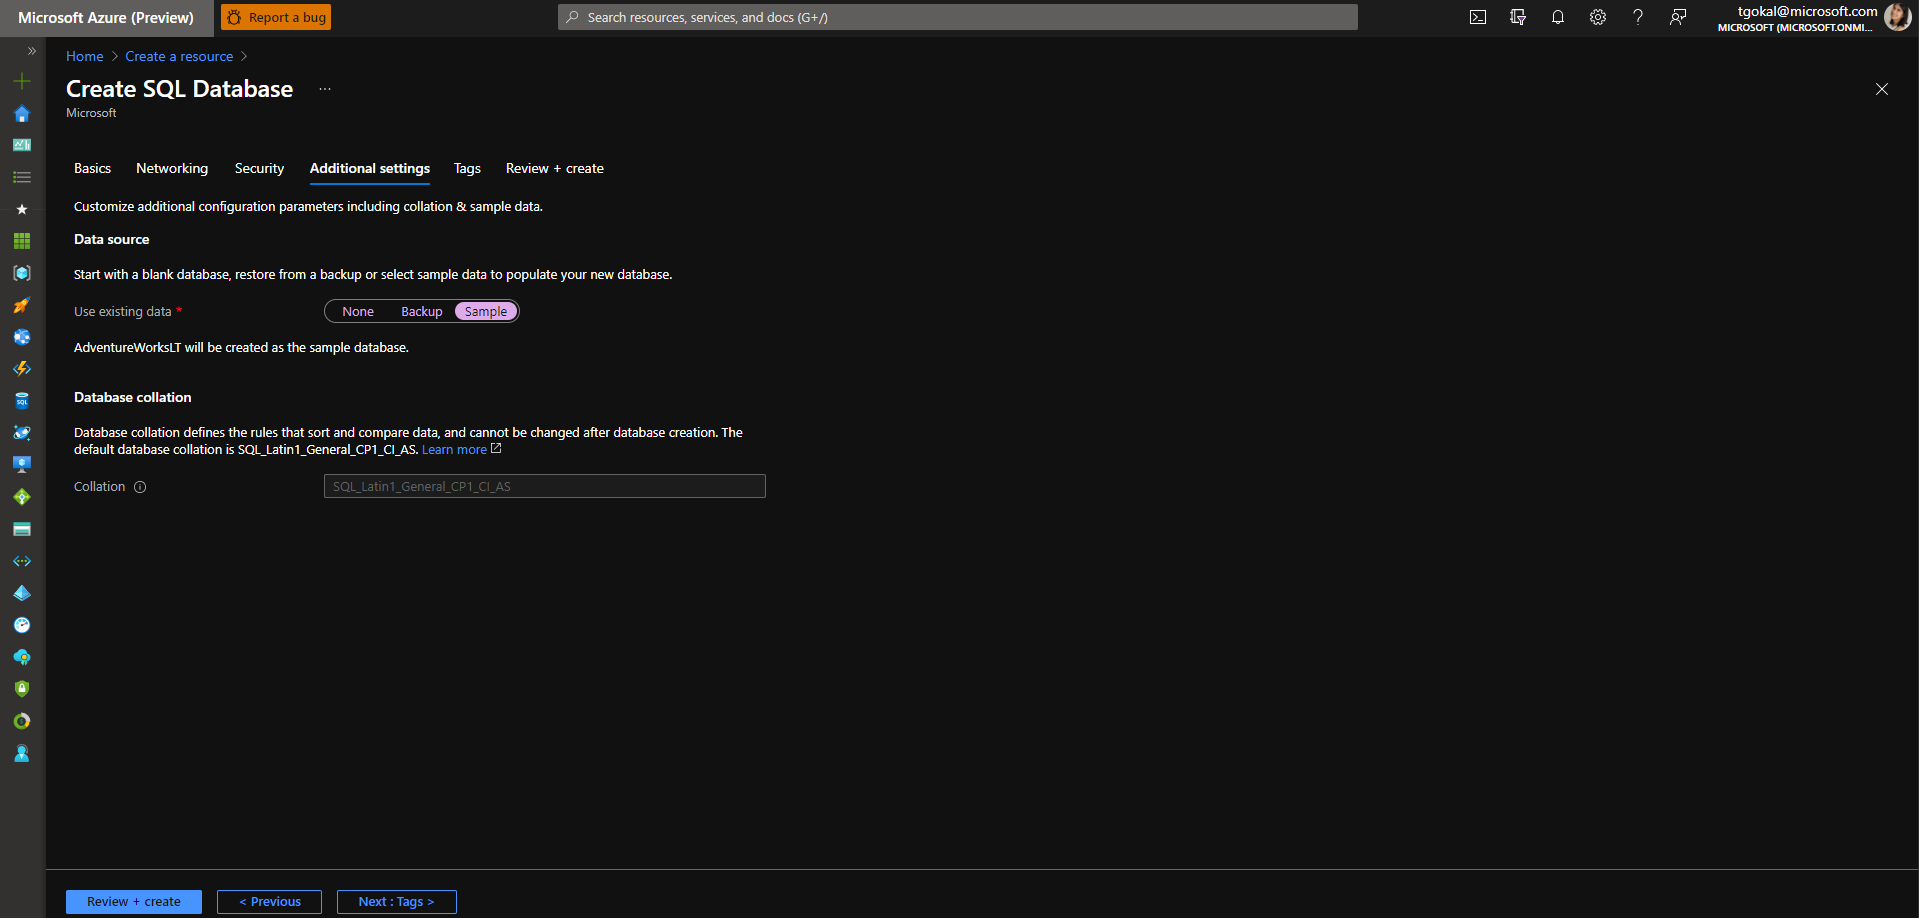 Microsoft Azure (Preview)
Report a bug
Search resources, services, and docs (G+/)
tgokal@microsoft.com
MICROSOFT (MICROSOFT.ONMI...
Home > Create a resource >
Create SQL Database ...
Microsoft
Basics Networking Security Additional settings Tags Review + create
Customize additional configuration parameters including collation & sample data.
Data source
Start with a blank database, restore from a backup or select sample data to populate your new database.
Use existing data * None Backup Sample
AdventureWorksLT will be created as the sample database.
Database collation
Database collation defines the rules that sort and compare data, and cannot be changed after database creation. The
default database collation is SQL_Latin1_General_CP1_CI_AS. Learn more
Collation SQL_Latin1_General_CP1_CI_AS
Review + create < Previous Next : Tags >